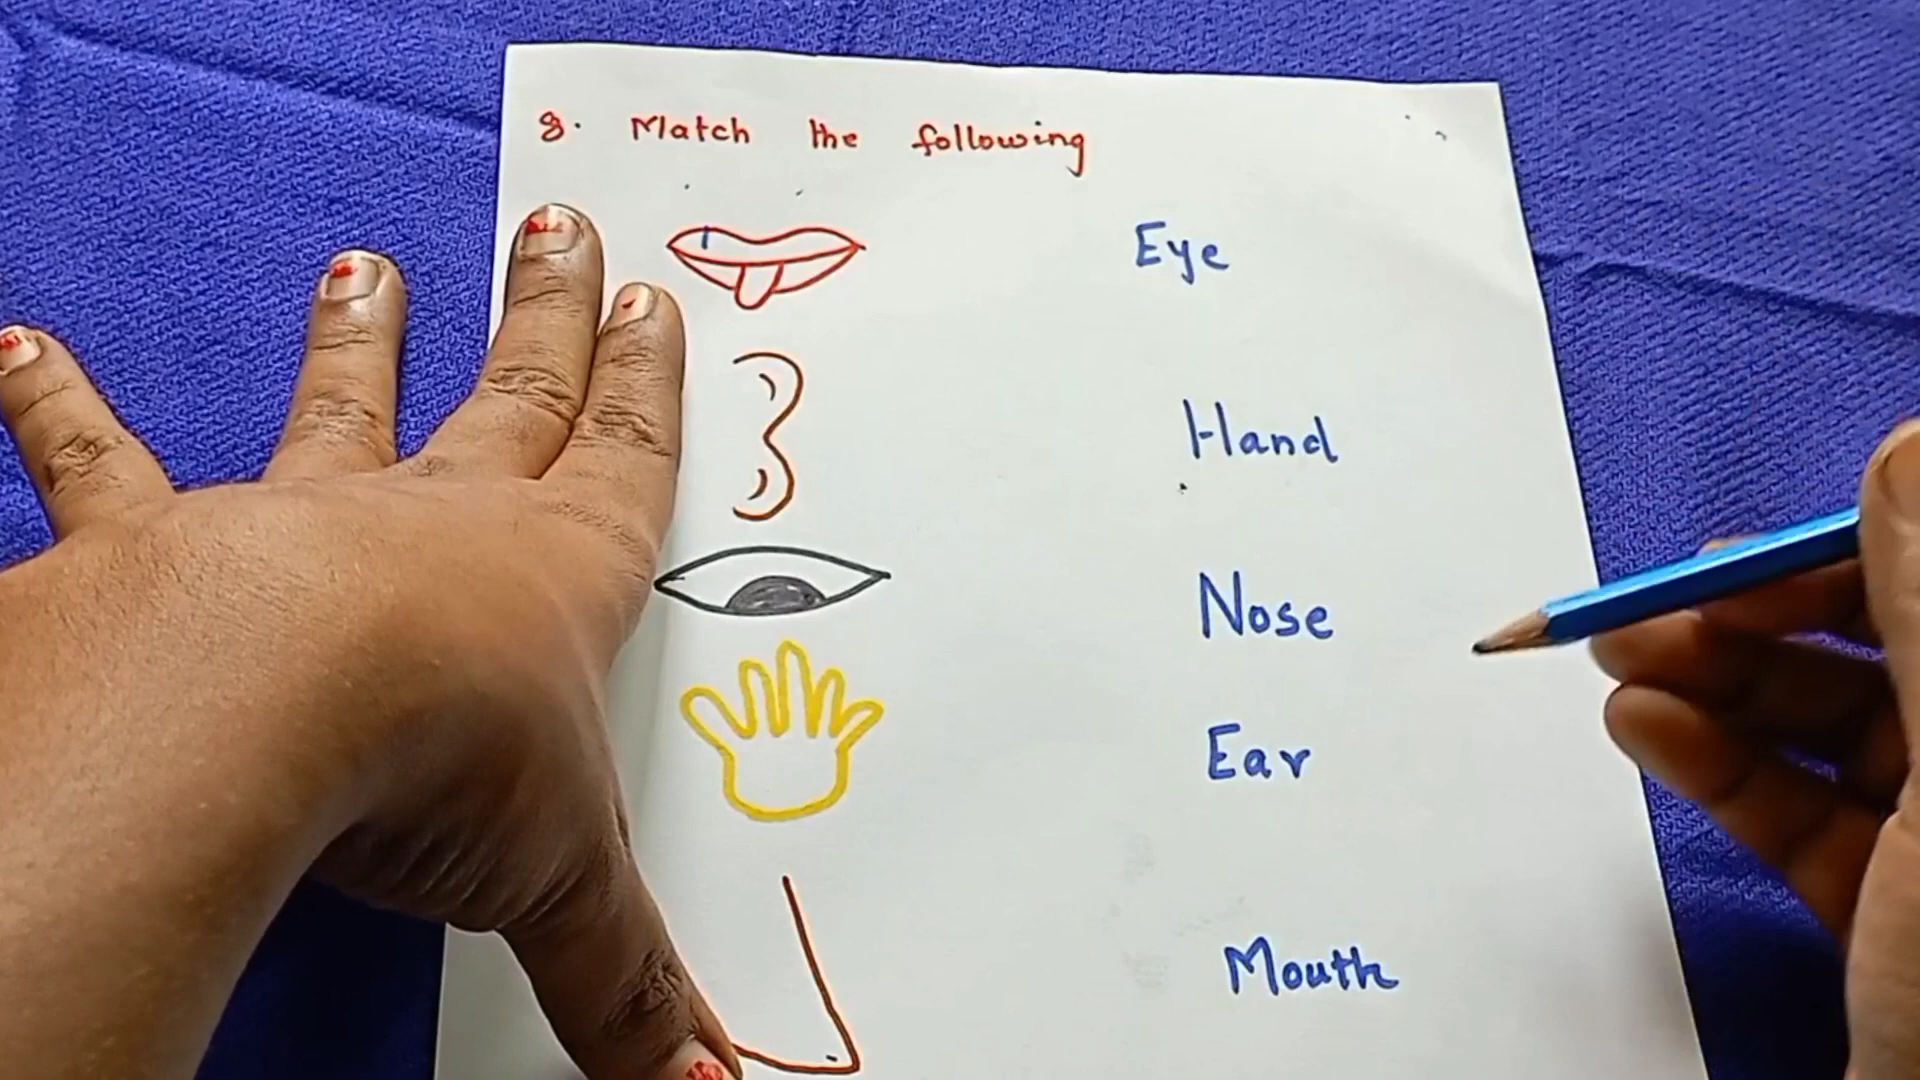 8. Match the following
Eye
Hand
Nose
Ear
Mouth